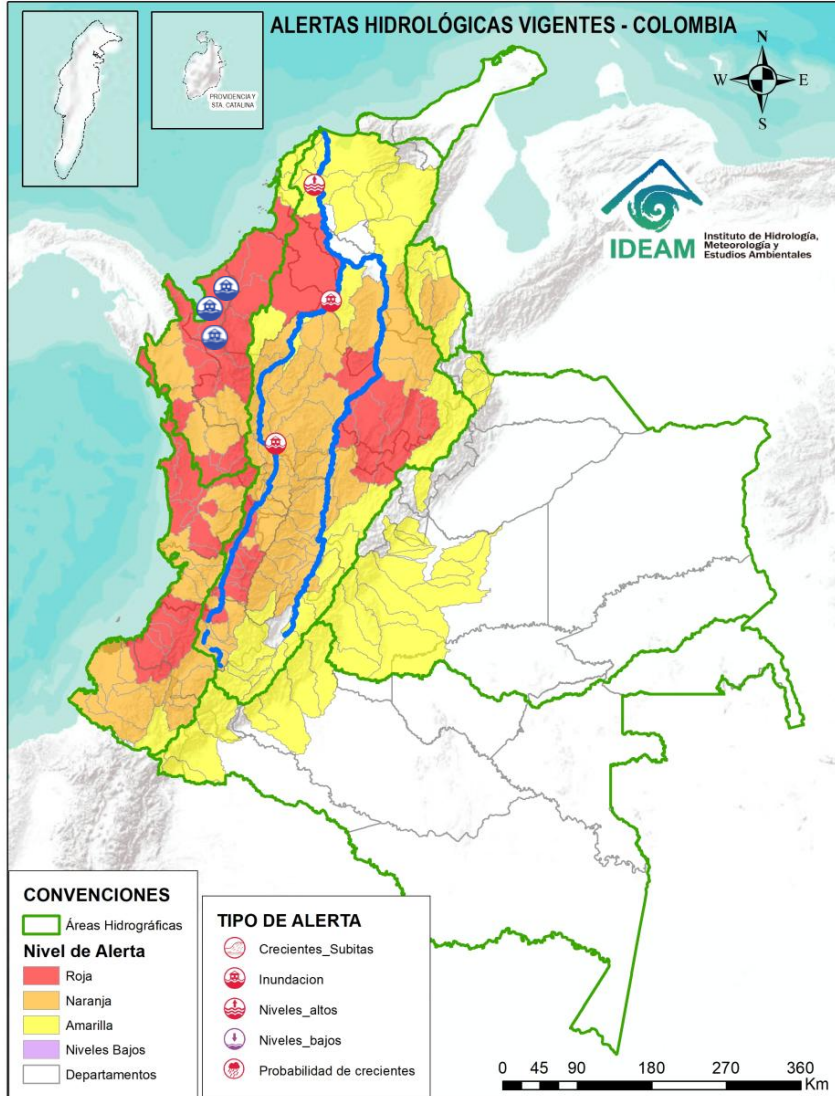 ALERTAS HIDROLÓGICAS VIGENTES - COLOMBIA
PROVIDENCIA Y
STA. CATALINA
N
W
E
S
IDEAM
Instituto de Hidrología,
Meteorología y
Estudios Ambientales
CONVENCIONES
Áreas Hidrográficas
Nivel de Alerta
Roja
Naranja
Amarilla
Niveles Bajos
Departamentos
TIPO DE ALERTA
Crecientes_Subitas
Inundacion
Niveles_altos
Niveles_bajos
Probabilidad de crecientes
0 45 90 180 270 360
Km